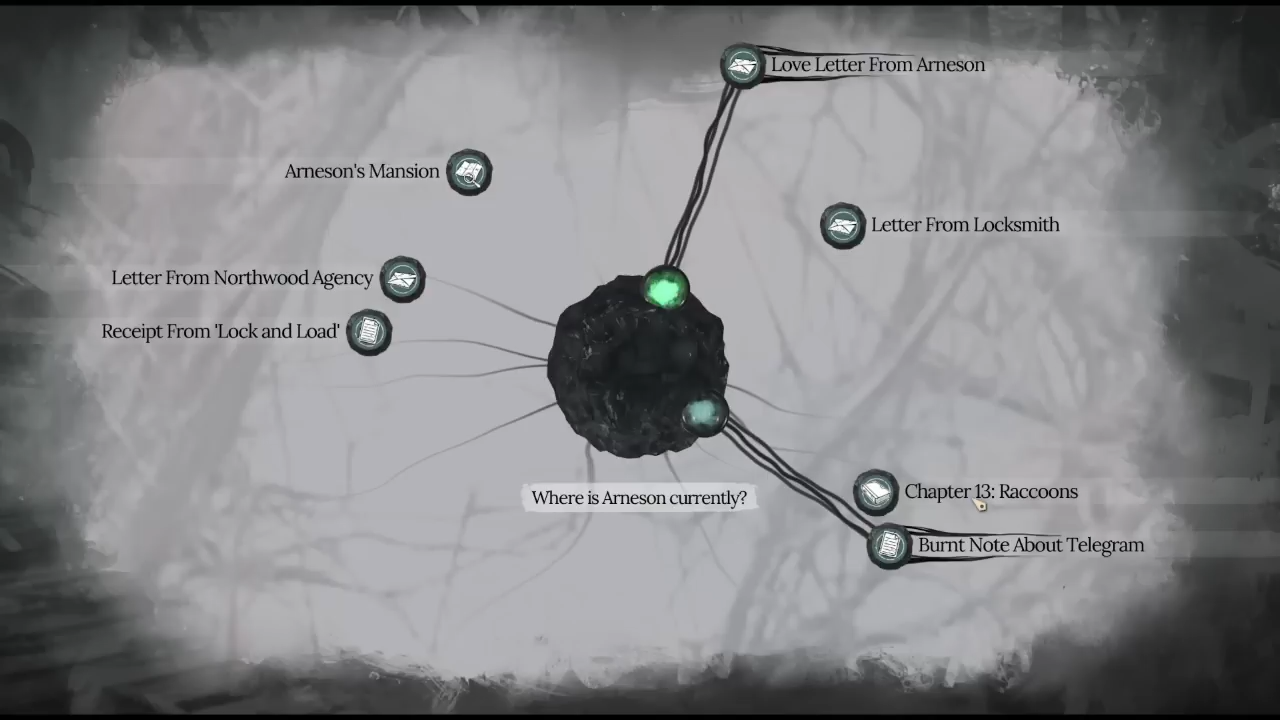 Love Letter From Arneson
Arneson's Mansion
Letter From Locksmith
Letter From Northwood Agency
Receipt From 'Lock and Load'
Where is Arneson currently?
Chapter 13: Raccoons
Burnt Note About Telegram